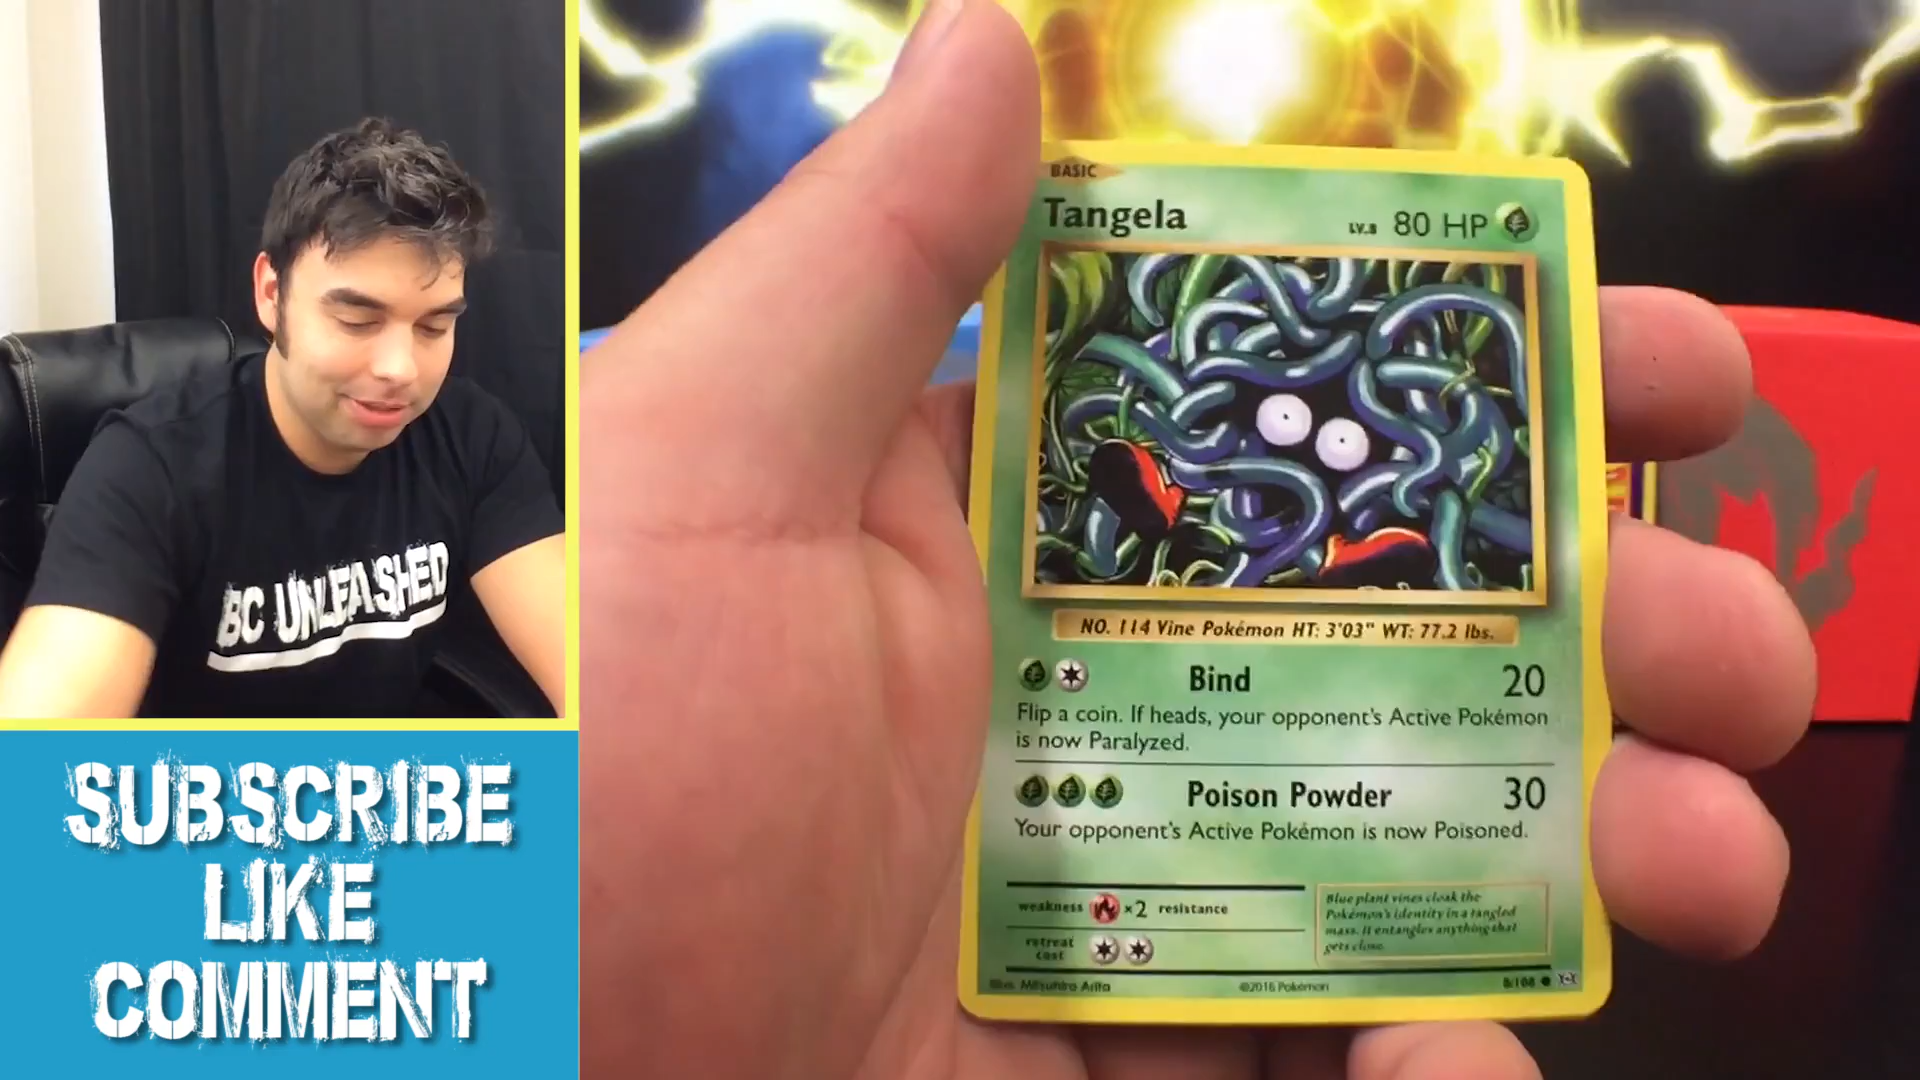 BC UNLEASHED
SUBSCRIBE
LIKE
COMMENT
BASIC
Tangela LV.8 80 HP
NO. 114 Vine Pokémon HT: 3'03" WT: 77.2 lbs.
Bind 20
Flip a coin. If heads, your opponent's Active Pokémon
is now Paralyzed.
Poison Powder 30
Your opponent's Active Pokémon is now Poisoned.
weakness ×2 resistance
retreat
cost
Blue plant vines cloak the
Pokémon's identity in a tangled
mass. It entangles anything that
gets close.
Illus. Mitsuhiro Arita ©2016 Pokémon 8/108